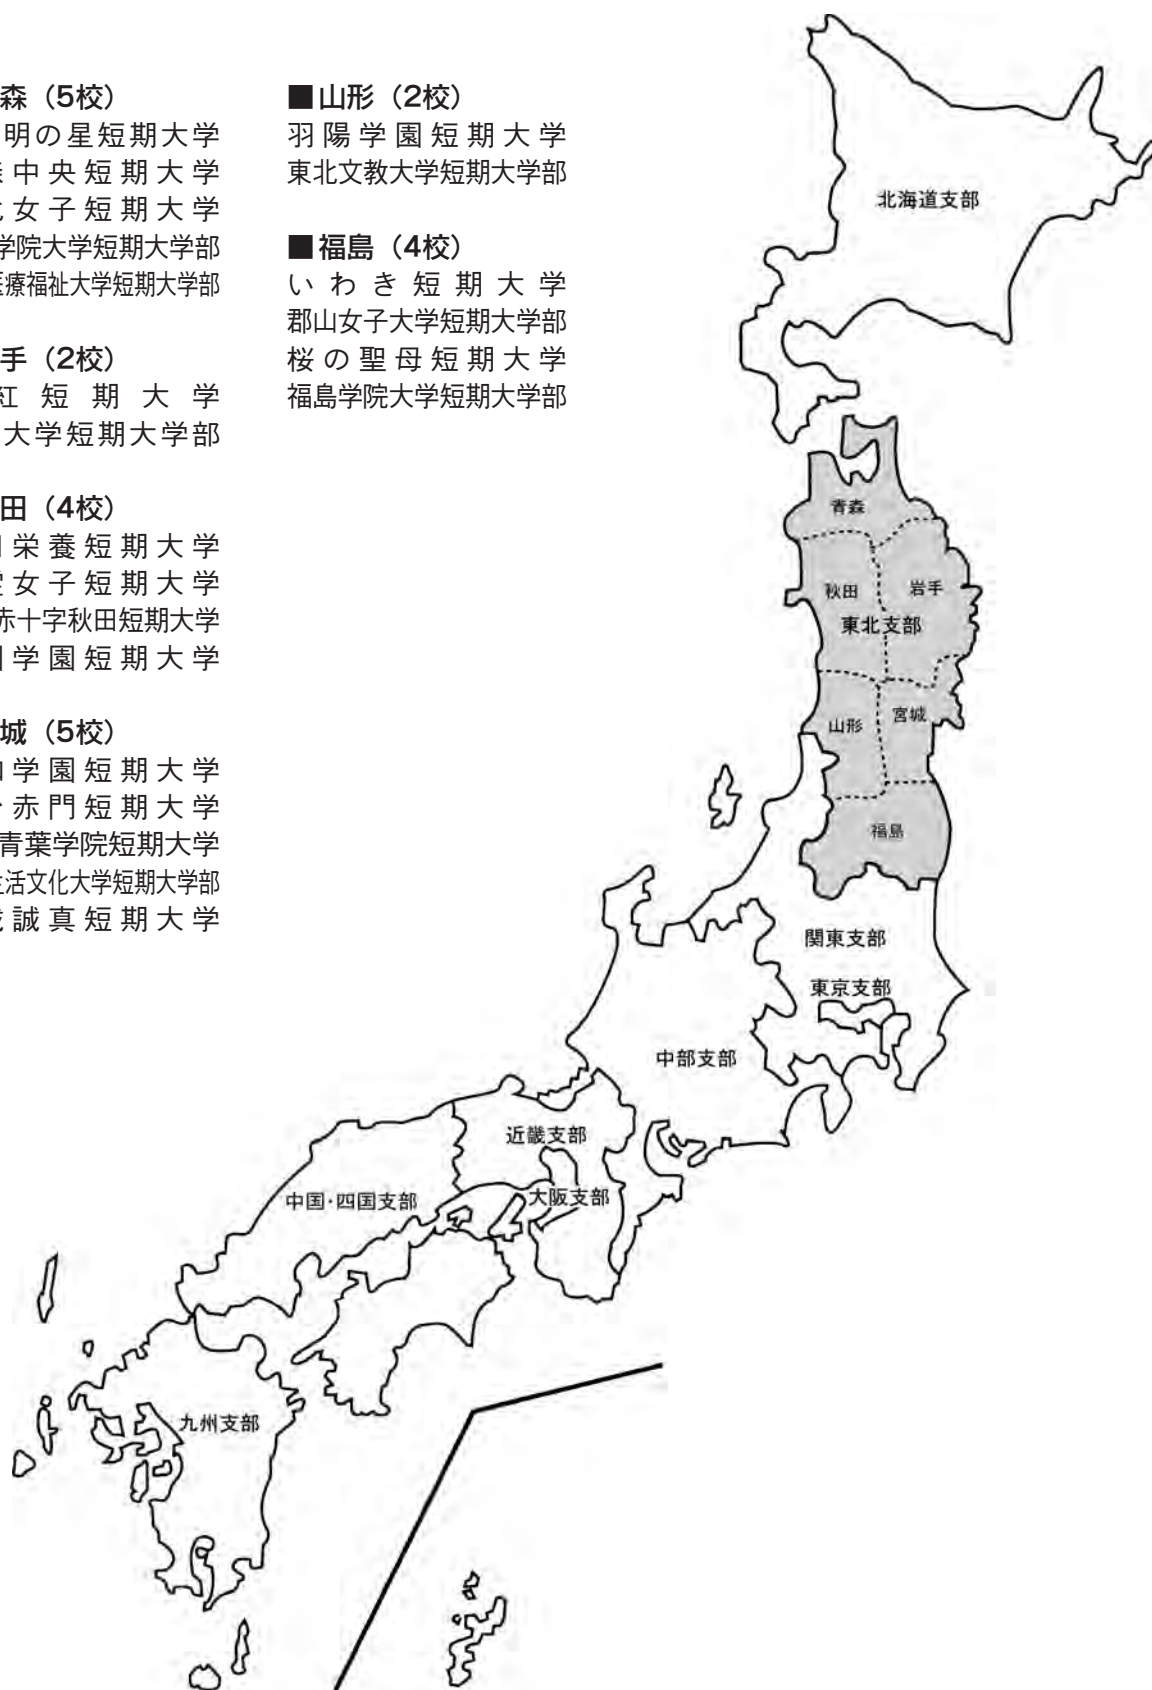 森（5校）
明の星短期大学
中央短期大学
女子短期大学
学院大学短期大学部
療福祉大学短期大学部
手（2校）
紅短期大学
大学短期大学部
田（4校）
栄養短期大学
女子短期大学
赤十字秋田短期大学
学園短期大学
城（5校）
学園短期大学
赤門短期大学
青葉学院短期大学
活文化大学短期大学部
誠真短期大学
■山形（2校）
羽陽学園短期大学
東北文教大学短期大学部
■福島（4校）
いわき短期大学
郡山女子大学短期大学部
桜の聖母短期大学
福島学院大学短期大学部
北海道支部
青森
秋田
岩手
東北支部
山形
宮城
福島
関東支部
東京支部
中部支部
近畿支部
大阪支部
中国・四国支部
九州支部